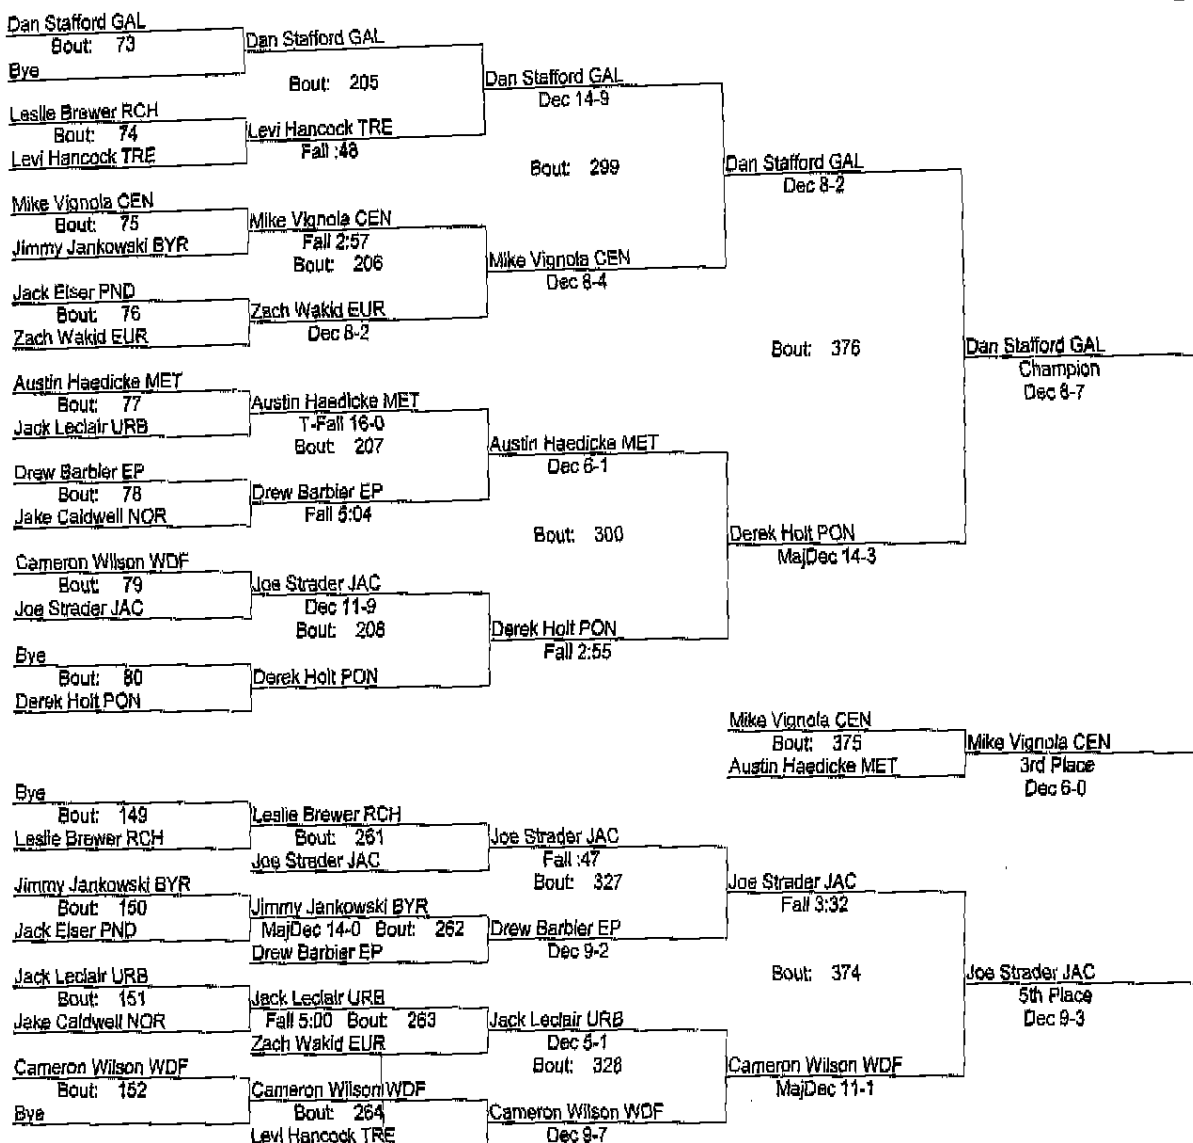 Dan Stafford GAL
Bout: 73
Bye
Dan Stafford GAL
Bout: 205
Leslie Brewer RCH
Bout: 74
Levi Hancock TRE
Levi Hancock TRE
Fall :48
Dan Stafford GAL
Dec 14-9
Bout: 299
Mike Vignola CEN
Bout: 75
Jimmy Jankowski BYR
Mike Vignola CEN
Fall 2:57
Bout: 206
Jack Elser PND
Bout: 76
Zach Wakid EUR
Zach Wakid EUR
Dec 8-2
Mike Vignola CEN
Dec 8-4
Dan Stafford GAL
Dec 8-2
Bout: 376
Dan Stafford GAL
Champion
Dec 8-7
Austin Haedicke MET
Bout: 77
Jack Leclair URB
Austin Haedicke MET
T-Fall 16-0
Bout: 207
Drew Barbier EP
Bout: 78
Jake Caldwell NOR
Drew Barbier EP
Fall 5:04
Austin Haedicke MET
Dec 6-1
Bout: 300
Cameron Wilson WDF
Bout: 79
Joe Strader JAC
Joe Strader JAC
Dec 11-9
Bout: 208
Bye
Bout: 80
Derek Holt PON
Derek Holt PON
Derek Holt PON
Fall 2:55
Derek Holt PON
MajDec 14-3
Mike Vignola CEN
Bout: 375
Austin Haedicke MET
Mike Vignola CEN
3rd Place
Dec 6-0
Bye
Bout: 149
Leslie Brewer RCH
Leslie Brewer RCH
Bout: 261
Joe Strader JAC
Joe Strader JAC
Fall :47
Bout: 327
Jimmy Jankowski BYR
Bout: 150
Jack Elser PND
Jimmy Jankowski BYR
MajDec 14-0 Bout: 262
Drew Barbier EP
Drew Barbier EP
Dec 9-2
Joe Strader JAC
Fall 3:32
Bout: 374
Joe Strader JAC
5th Place
Dec 9-3
Jack Leclair URB
Bout: 151
Jake Caldwell NOR
Jack Leclair URB
Fall 5:00 Bout: 263
Zach Wakid EUR
Jack Leclair URB
Dec 5-1
Bout: 328
Cameron Wilson WDF
Bout: 152
Bye
Cameron Wilson WDF
Bout: 264
Levi Hancock TRE
Cameron Wilson WDF
Dec 9-7
Cameron Wilson WDF
MajDec 11-1